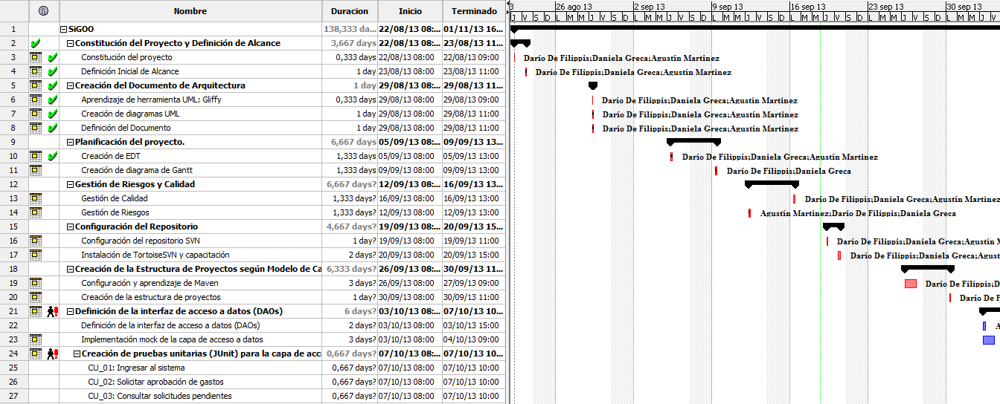 Nombre Duracion Inicio Terminado
3 26 ago 13 2 sep 13 9 sep 13 16 sep 13 23 sep 13 30 sep 13
J V S D L M M J V S D L M M J V S D L M M J V S D L M M J V S D L M M J V S D L M M J V
1 SiGOO 138,333 da... 22/08/13 08:... 01/11/13 16...
2 Constitución del Proyecto y Definición de Alcance 3,667 days 22/08/13 08:... 23/08/13 11...
3 Constitución del proyecto 0,333 days 22/08/13 08:00 22/08/13 09:00 Darío De Filippis;Daniela Greca;Agustín Martinez
4 Definición Inicial de Alcance 1 day 23/08/13 08:00 23/08/13 11:00 Darío De Filippis;Daniela Greca;Agustín Martinez
5 Creación del Documento de Arquitectura 1 day 29/08/13 08:... 29/08/13 11...
6 Aprendizaje de herramienta UML: Gliffy 0,333 days 29/08/13 08:00 29/08/13 09:00 Darío De Filippis;Daniela Greca;Agustín Martinez
7 Creación de diagramas UML 1 day 29/08/13 08:00 29/08/13 11:00 Darío De Filippis;Daniela Greca;Agustín Martinez
8 Definición del Documento 1 day 29/08/13 08:00 29/08/13 11:00 Darío De Filippis;Daniela Greca;Agustín Martinez
9 Planificación del proyecto. 6,667 days 05/09/13 08:... 09/09/13 13...
10 Creación de EDT 1,333 days 05/09/13 08:00 05/09/13 13:00 Darío De Filippis;Daniela Greca;Agustín Martinez
11 Creación de diagrama de Gantt 1,333 days 09/09/13 08:00 09/09/13 13:00 Darío De Filippis;Daniela Greca
12 Gestión de Riesgos y Calidad 6,667 days? 12/09/13 08:... 16/09/13 13...
13 Gestión de Calidad 1,333 days? 16/09/13 08:00 16/09/13 13:00 Darío De Filippis;Daniela Greca;Agustín Martinez
14 Gestión de Riesgos 1,333 days? 12/09/13 08:00 12/09/13 13:00 Agustín Martinez;Darío De Filippis;Daniela Greca
15 Configuración del Repositorio 4,667 days? 19/09/13 08:... 20/09/13 15...
16 Configuración del repositorio SVN 1 day? 19/09/13 08:00 19/09/13 11:00 Darío De Filippis;Daniela Greca;Agustín M
17 Instalación de TortoiseSVN y capacitación 2 days? 20/09/13 08:00 20/09/13 15:00 Darío De Filippis;Daniela Greca;Agust
18 Creación de la Estructura de Proyectos según Modelo de Ca 6,333 days? 26/09/13 08:... 30/09/13 11...
19 Configuración y aprendizaje de Maven 3 days? 26/09/13 08:00 27/09/13 09:00 Darío De Filippis;D
20 Creación de la estructura de proyectos 1 day? 30/09/13 08:00 30/09/13 11:00 Darío De F
21 Definición de la interfaz de acceso a datos (DAOs) 6 days? 03/10/13 08:... 07/10/13 10...
22 Definición de la interfaz de acceso a datos (DAOs) 2 days? 03/10/13 08:00 03/10/13 15:00 A
23 Implementación mock de la capa de acceso a datos 3 days? 03/10/13 08:00 04/10/13 09:00
24 Creación de pruebas unitarias (JUnit) para la capa de acc 0,667 days? 07/10/13 08:... 07/10/13 10...
25 CU_01: Ingresar al sistema 0,667 days? 07/10/13 08:00 07/10/13 10:00
26 CU_02: Solicitar aprobación de gastos 0,667 days? 07/10/13 08:00 07/10/13 10:00
27 CU_03: Consultar solicitudes pendientes 0,667 days? 07/10/13 08:00 07/10/13 10:00